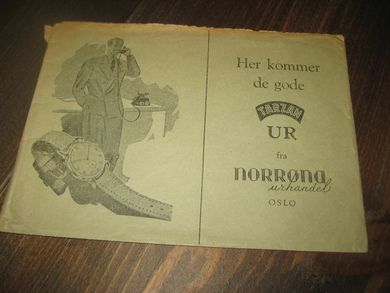 Her kommer
de gode
TARZAN
UR
fra
NORRØNA
urhandel
OSLO